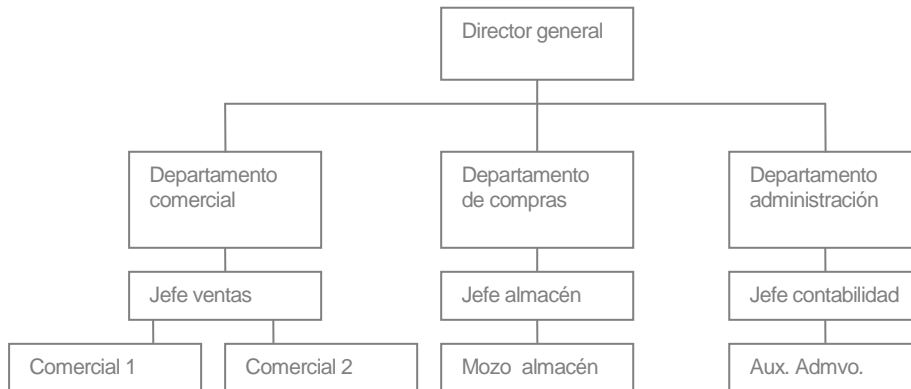 Director general
Departamento
comercial
Departamento
de compras
Departamento
administración
Jefe ventas
Jefe almacén
Jefe contabilidad
Comercial 1
Comercial 2
Mozo almacén
Aux. Admvo.